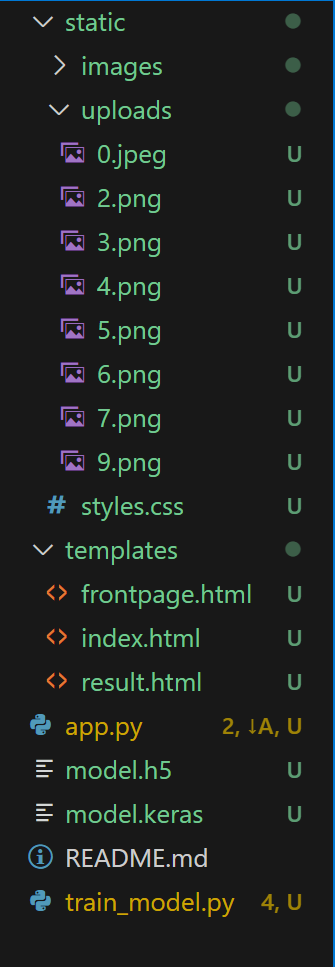 static
images
uploads
0.jpeg U
2.png U
3.png U
4.png U
5.png U
6.png U
7.png U
9.png U
# styles.css U
templates
<> frontpage.html U
<> index.html U
<> result.html U
app.py 2, ↓A, U
model.h5 U
model.keras U
README.md
train_model.py 4, U